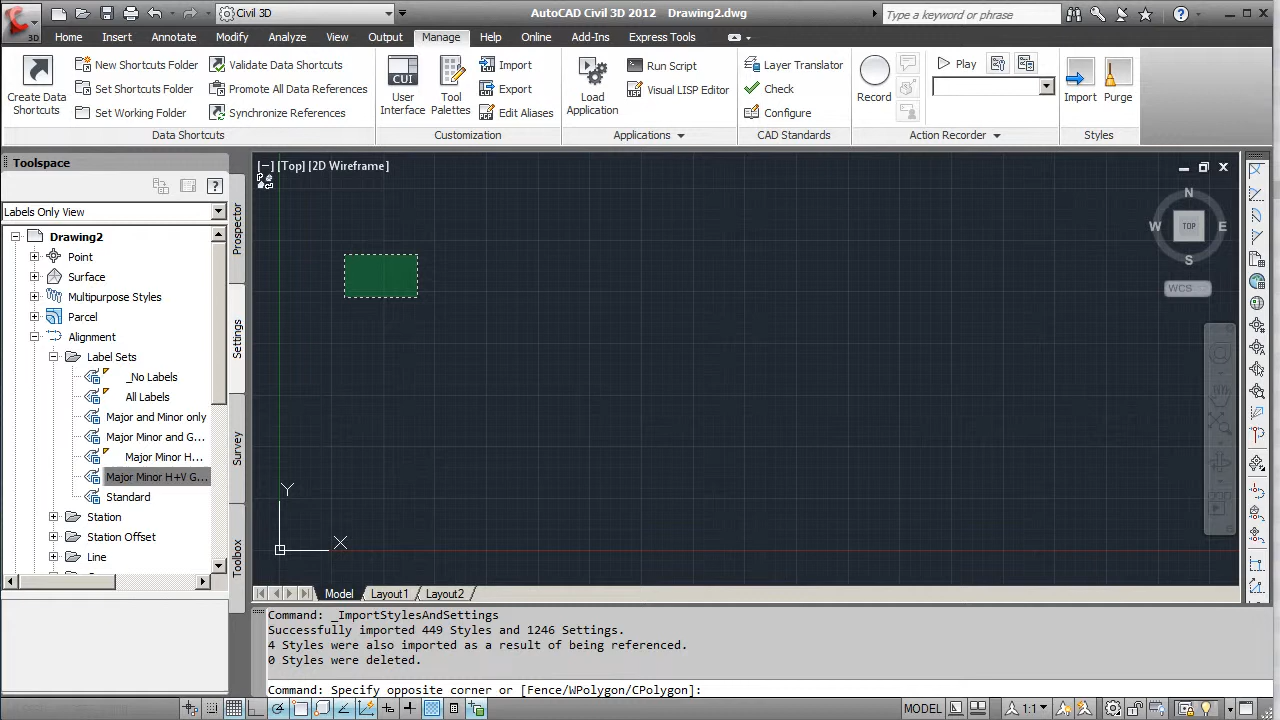 Civil 3D
AutoCAD Civil 3D 2012 Drawing2.dwg
Type a keyword or phrase
3D
Home Insert Annotate Modify Analyze View Output Manage Help Online Add-Ins Express Tools
Create Data Shortcuts
New Shortcuts Folder
Set Shortcuts Folder
Set Working Folder
Validate Data Shortcuts
Promote All Data References
Synchronize References
Data Shortcuts
CUI
User Interface
Tool Palettes
Import
Export
Edit Aliases
Customization
Load Application
Run Script
Visual LISP Editor
Applications
Layer Translator
Check
Configure
CAD Standards
Record
Play
Action Recorder
Import
Purge
Styles
Toolspace
Labels Only View
Drawing2
Point
Surface
Multipurpose Styles
Parcel
Alignment
Label Sets
_No Labels
All Labels
Major and Minor only
Major Minor and G...
Major Minor H...
Major Minor H+V G...
Standard
Station
Station Offset
Line
Prospector
Settings
Survey
Toolbox
[−] [Top] [2D Wireframe]
N
W TOP E
S
WCS
Y
X
Model Layout1 Layout2
Command: _ImportStylesAndSettings
Successfully imported 449 Styles and 1246 Settings.
4 Styles were also imported as a result of being referenced.
0 Styles were deleted.
Command: Specify opposite corner or [Fence/WPolygon/CPolygon]:
MODEL 1:1